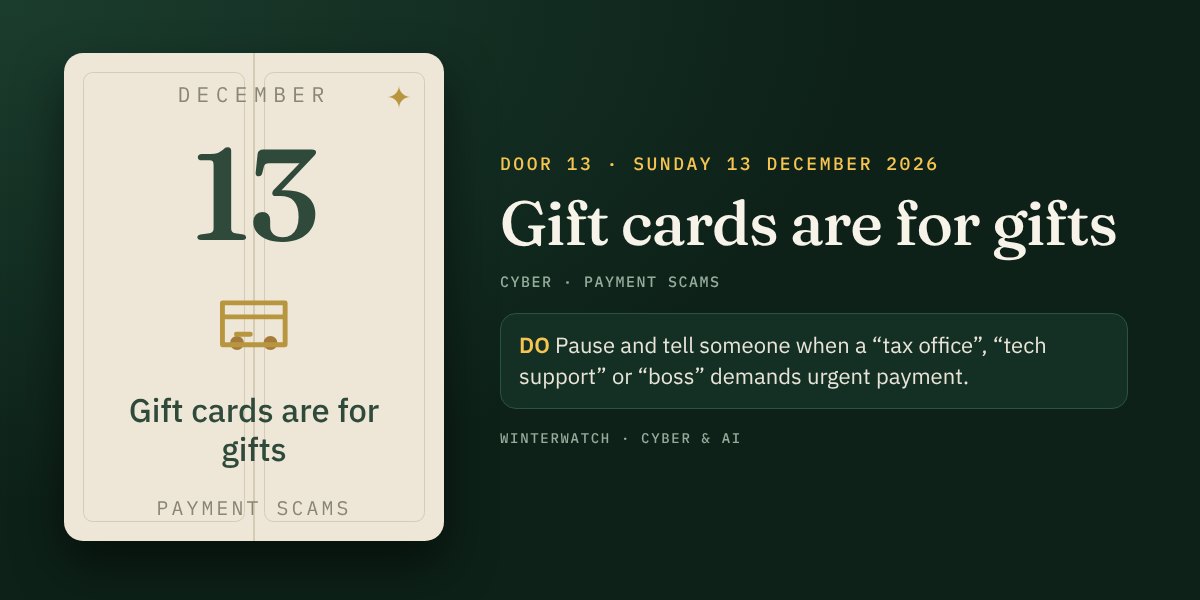 DECEMBER
13
Gift cards are for
gifts
PAYMENT SCAMS
DOOR 13 · SUNDAY 13 DECEMBER 2026
Gift cards are for gifts
CYBER · PAYMENT SCAMS
DO Pause and tell someone when a “tax office”, “tech
support” or “boss” demands urgent payment.
WINTERWATCH · CYBER & AI